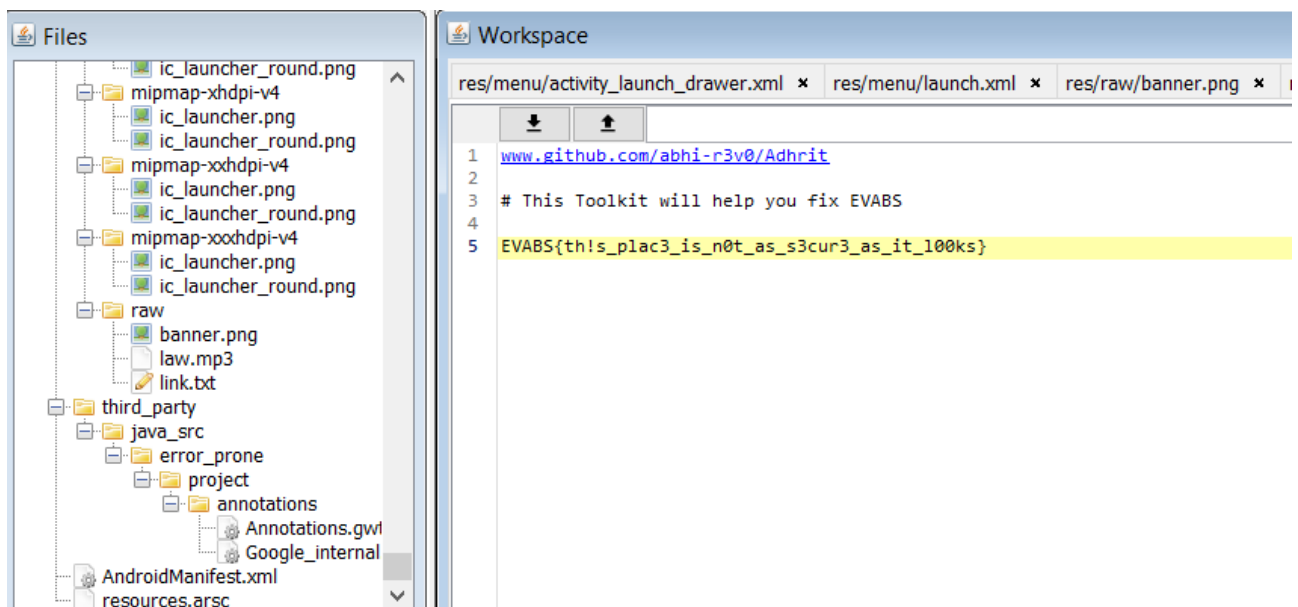 Files
ic_launcher_round.png
mipmap-xhdpi-v4
ic_launcher.png
ic_launcher_round.png
mipmap-xxhdpi-v4
ic_launcher.png
ic_launcher_round.png
mipmap-xxxhdpi-v4
ic_launcher.png
ic_launcher_round.png
raw
banner.png
law.mp3
link.txt
third_party
java_src
error_prone
project
annotations
Annotations.gwt
Google_internal
AndroidManifest.xml
resources.arsc
Workspace
res/menu/activity_launch_drawer.xml × res/menu/launch.xml × res/raw/banner.png ×
1 www.github.com/abhi-r3v0/Adhrit
2
3 # This Toolkit will help you fix EVABS
4
5 EVABS{th!s_plac3_is_n0t_as_s3cur3_as_it_l00ks}